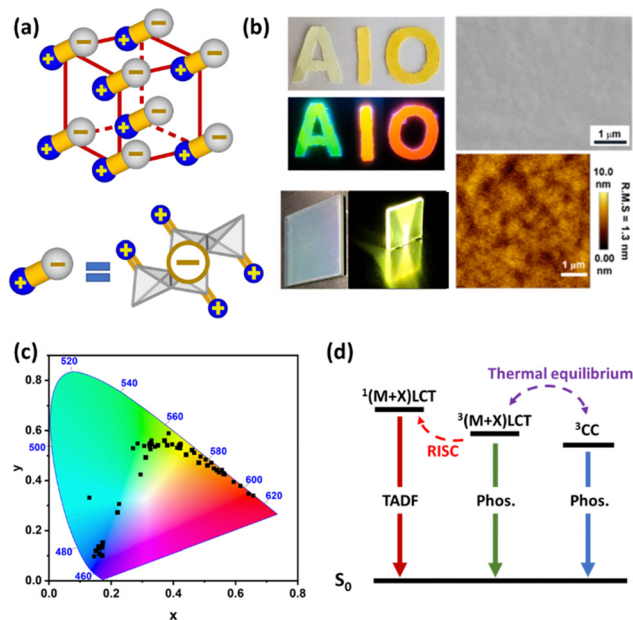 (a)
+ −
+ −
+ −
+ −
+ −
+ −
+ −
+ −
+ − = + + − + +
(b)
A I O
A I O
1 µm
10.0
nm
0.00
nm
R.M.S = 1.3 nm
1 µm
(c)
0.8
0.6
0.4
0.2
0.0
y
0.0 0.2 0.4 0.6 0.8
x
520
540
560
580
600
620
500
480
460
(d)
Thermal equilibrium
¹(M+X)LCT
³(M+X)LCT
³CC
RISC
TADF
Phos.
Phos.
S₀